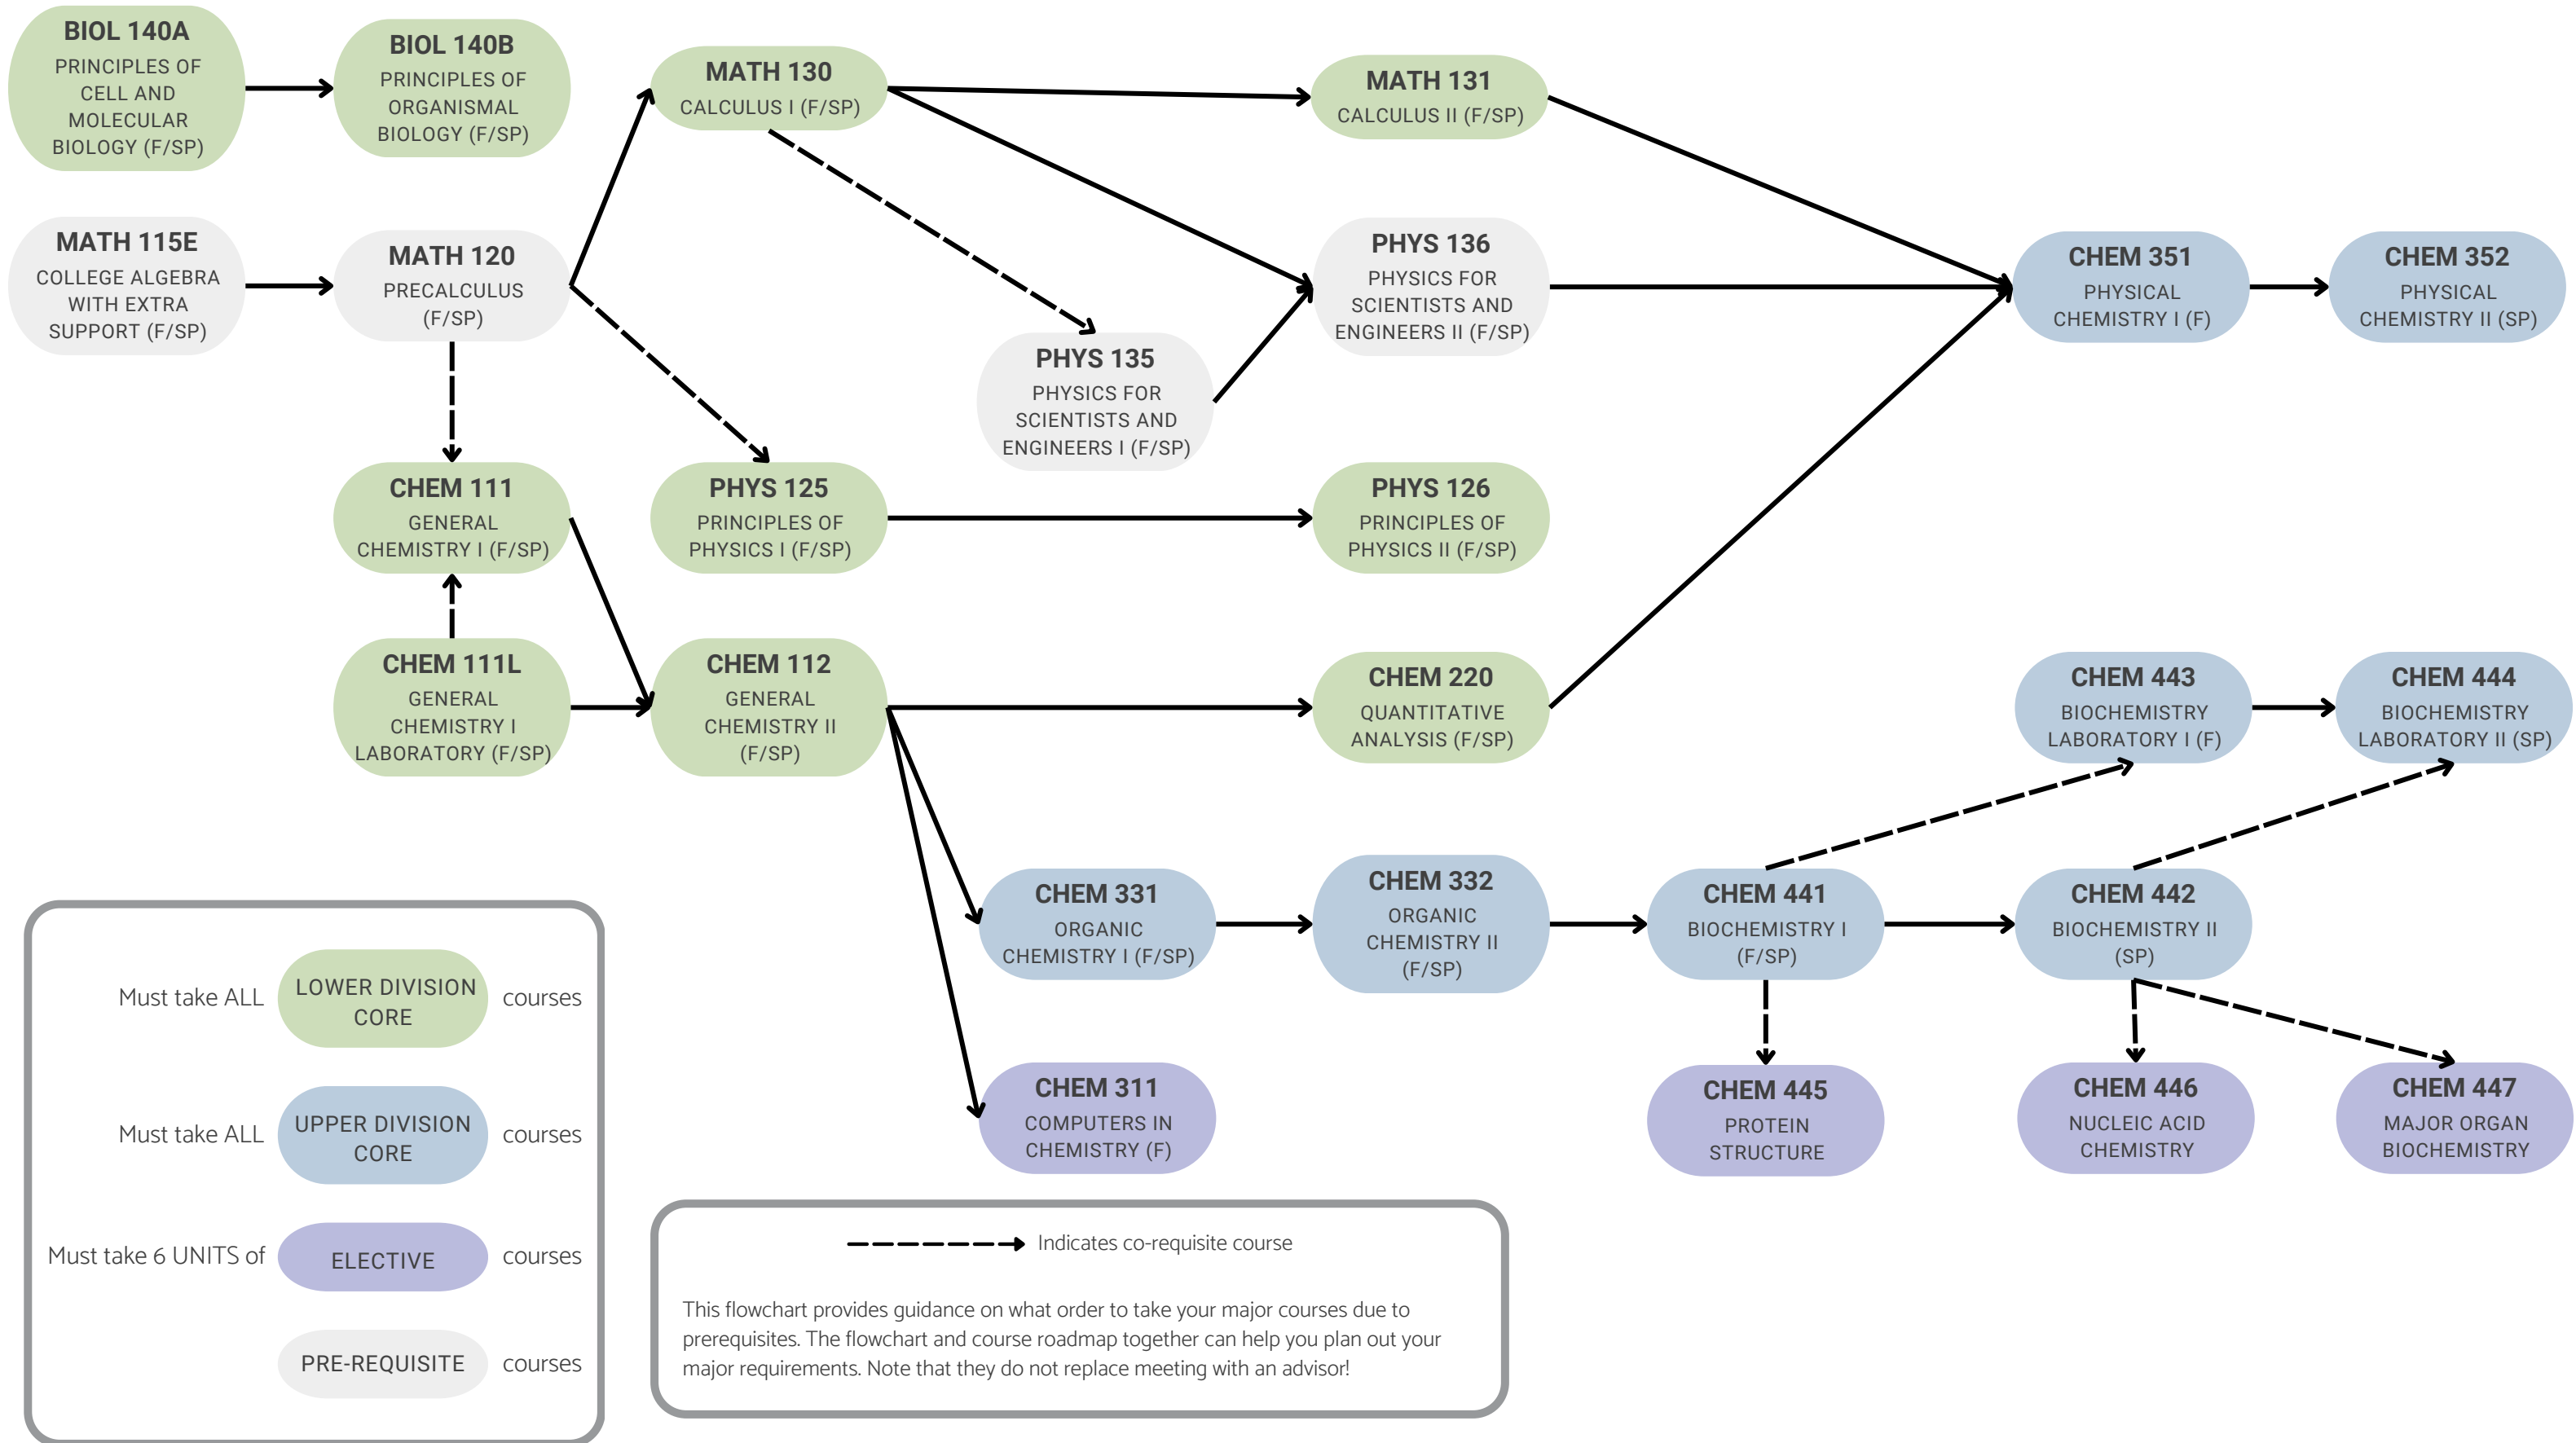 BIOL 140A
PRINCIPLES OF
CELL AND
MOLECULAR
BIOLOGY (F/SP)
BIOL 140B
PRINCIPLES OF
ORGANISMAL
BIOLOGY (F/SP)
MATH 130
CALCULUS I (F/SP)
MATH 131
CALCULUS II (F/SP)
MATH 115E
COLLEGE ALGEBRA
WITH EXTRA
SUPPORT (F/SP)
MATH 120
PRECALCULUS
(F/SP)
PHYS 136
PHYSICS FOR
SCIENTISTS AND
ENGINEERS II (F/SP)
CHEM 351
PHYSICAL
CHEMISTRY I (F)
CHEM 352
PHYSICAL
CHEMISTRY II (SP)
PHYS 135
PHYSICS FOR
SCIENTISTS AND
ENGINEERS I (F/SP)
CHEM 111
GENERAL
CHEMISTRY I (F/SP)
PHYS 125
PRINCIPLES OF
PHYSICS I (F/SP)
PHYS 126
PRINCIPLES OF
PHYSICS II (F/SP)
CHEM 111L
GENERAL
CHEMISTRY I
LABORATORY (F/SP)
CHEM 112
GENERAL
CHEMISTRY II
(F/SP)
CHEM 220
QUANTITATIVE
ANALYSIS (F/SP)
CHEM 443
BIOCHEMISTRY
LABORATORY I (F)
CHEM 444
BIOCHEMISTRY
LABORATORY II (SP)
CHEM 331
ORGANIC
CHEMISTRY I (F/SP)
CHEM 332
ORGANIC
CHEMISTRY II
(F/SP)
CHEM 441
BIOCHEMISTRY I
(F/SP)
CHEM 442
BIOCHEMISTRY II
(SP)
CHEM 311
COMPUTERS IN
CHEMISTRY (F)
CHEM 445
PROTEIN
STRUCTURE
CHEM 446
NUCLEIC ACID
CHEMISTRY
CHEM 447
MAJOR ORGAN
BIOCHEMISTRY
Must take ALL LOWER DIVISION CORE courses
Must take ALL UPPER DIVISION CORE courses
Must take 6 UNITS of ELECTIVE courses
PRE-REQUISITE courses
Indicates co-requisite course
This flowchart provides guidance on what order to take your major courses due to
prerequisites. The flowchart and course roadmap together can help you plan out your
major requirements. Note that they do not replace meeting with an advisor!